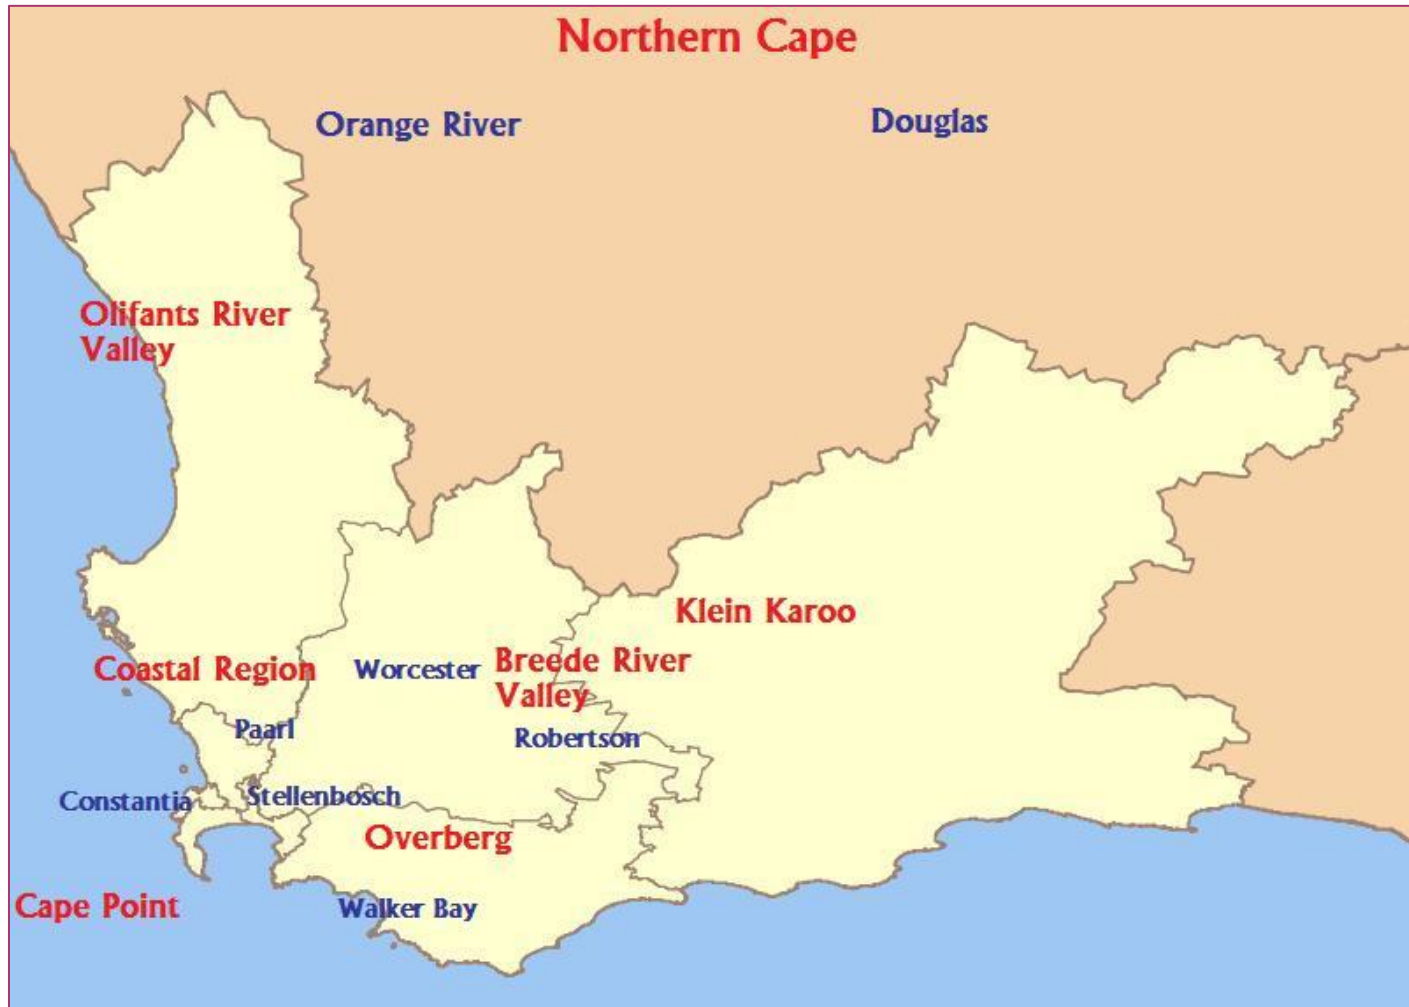 Northern Cape
Orange River
Douglas
Olifants River
Valley
Klein Karoo
Coastal Region
Worcester
Breede River
Valley
Paarl
Robertson
Constantia
Stellenbosch
Overberg
Cape Point
Walker Bay